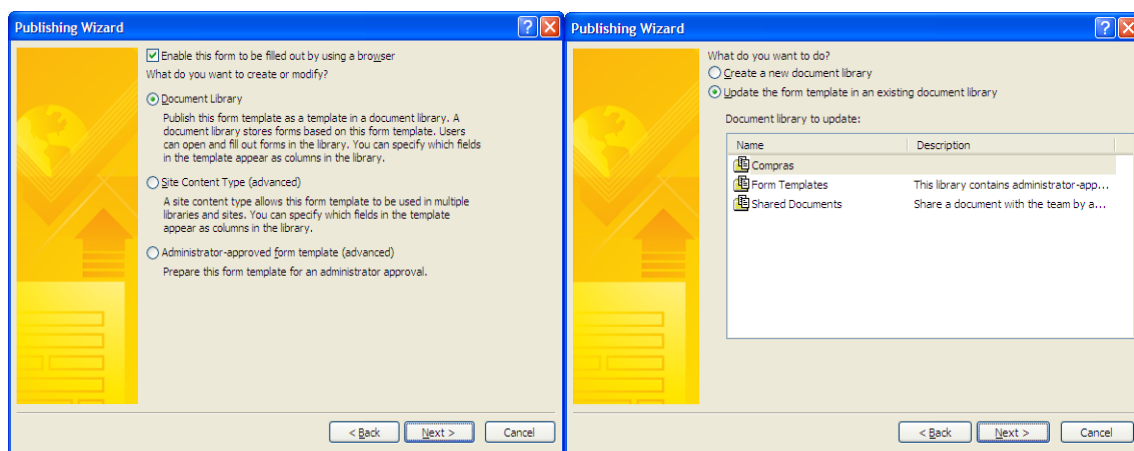 Publishing Wizard
Enable this form to be filled out by using a browser
What do you want to create or modify?
Document Library
Publish this form template as a template in a document library. A
document library stores forms based on this form template. Users
can open and fill out forms in the library. You can specify which fields
in the template appear as columns in the library.
Site Content Type (advanced)
A site content type allows this form template to be used in multiple
libraries and sites. You can specify which fields in the template
appear as columns in the library.
Administrator-approved form template (advanced)
Prepare this form template for an administrator approval.
< Back
Next >
Cancel
Publishing Wizard
What do you want to do?
Create a new document library
Update the form template in an existing document library
Document library to update:
Name Description
Compras
Form Templates This library contains administrator-app...
Shared Documents Share a document with the team by a...
< Back
Next >
Cancel